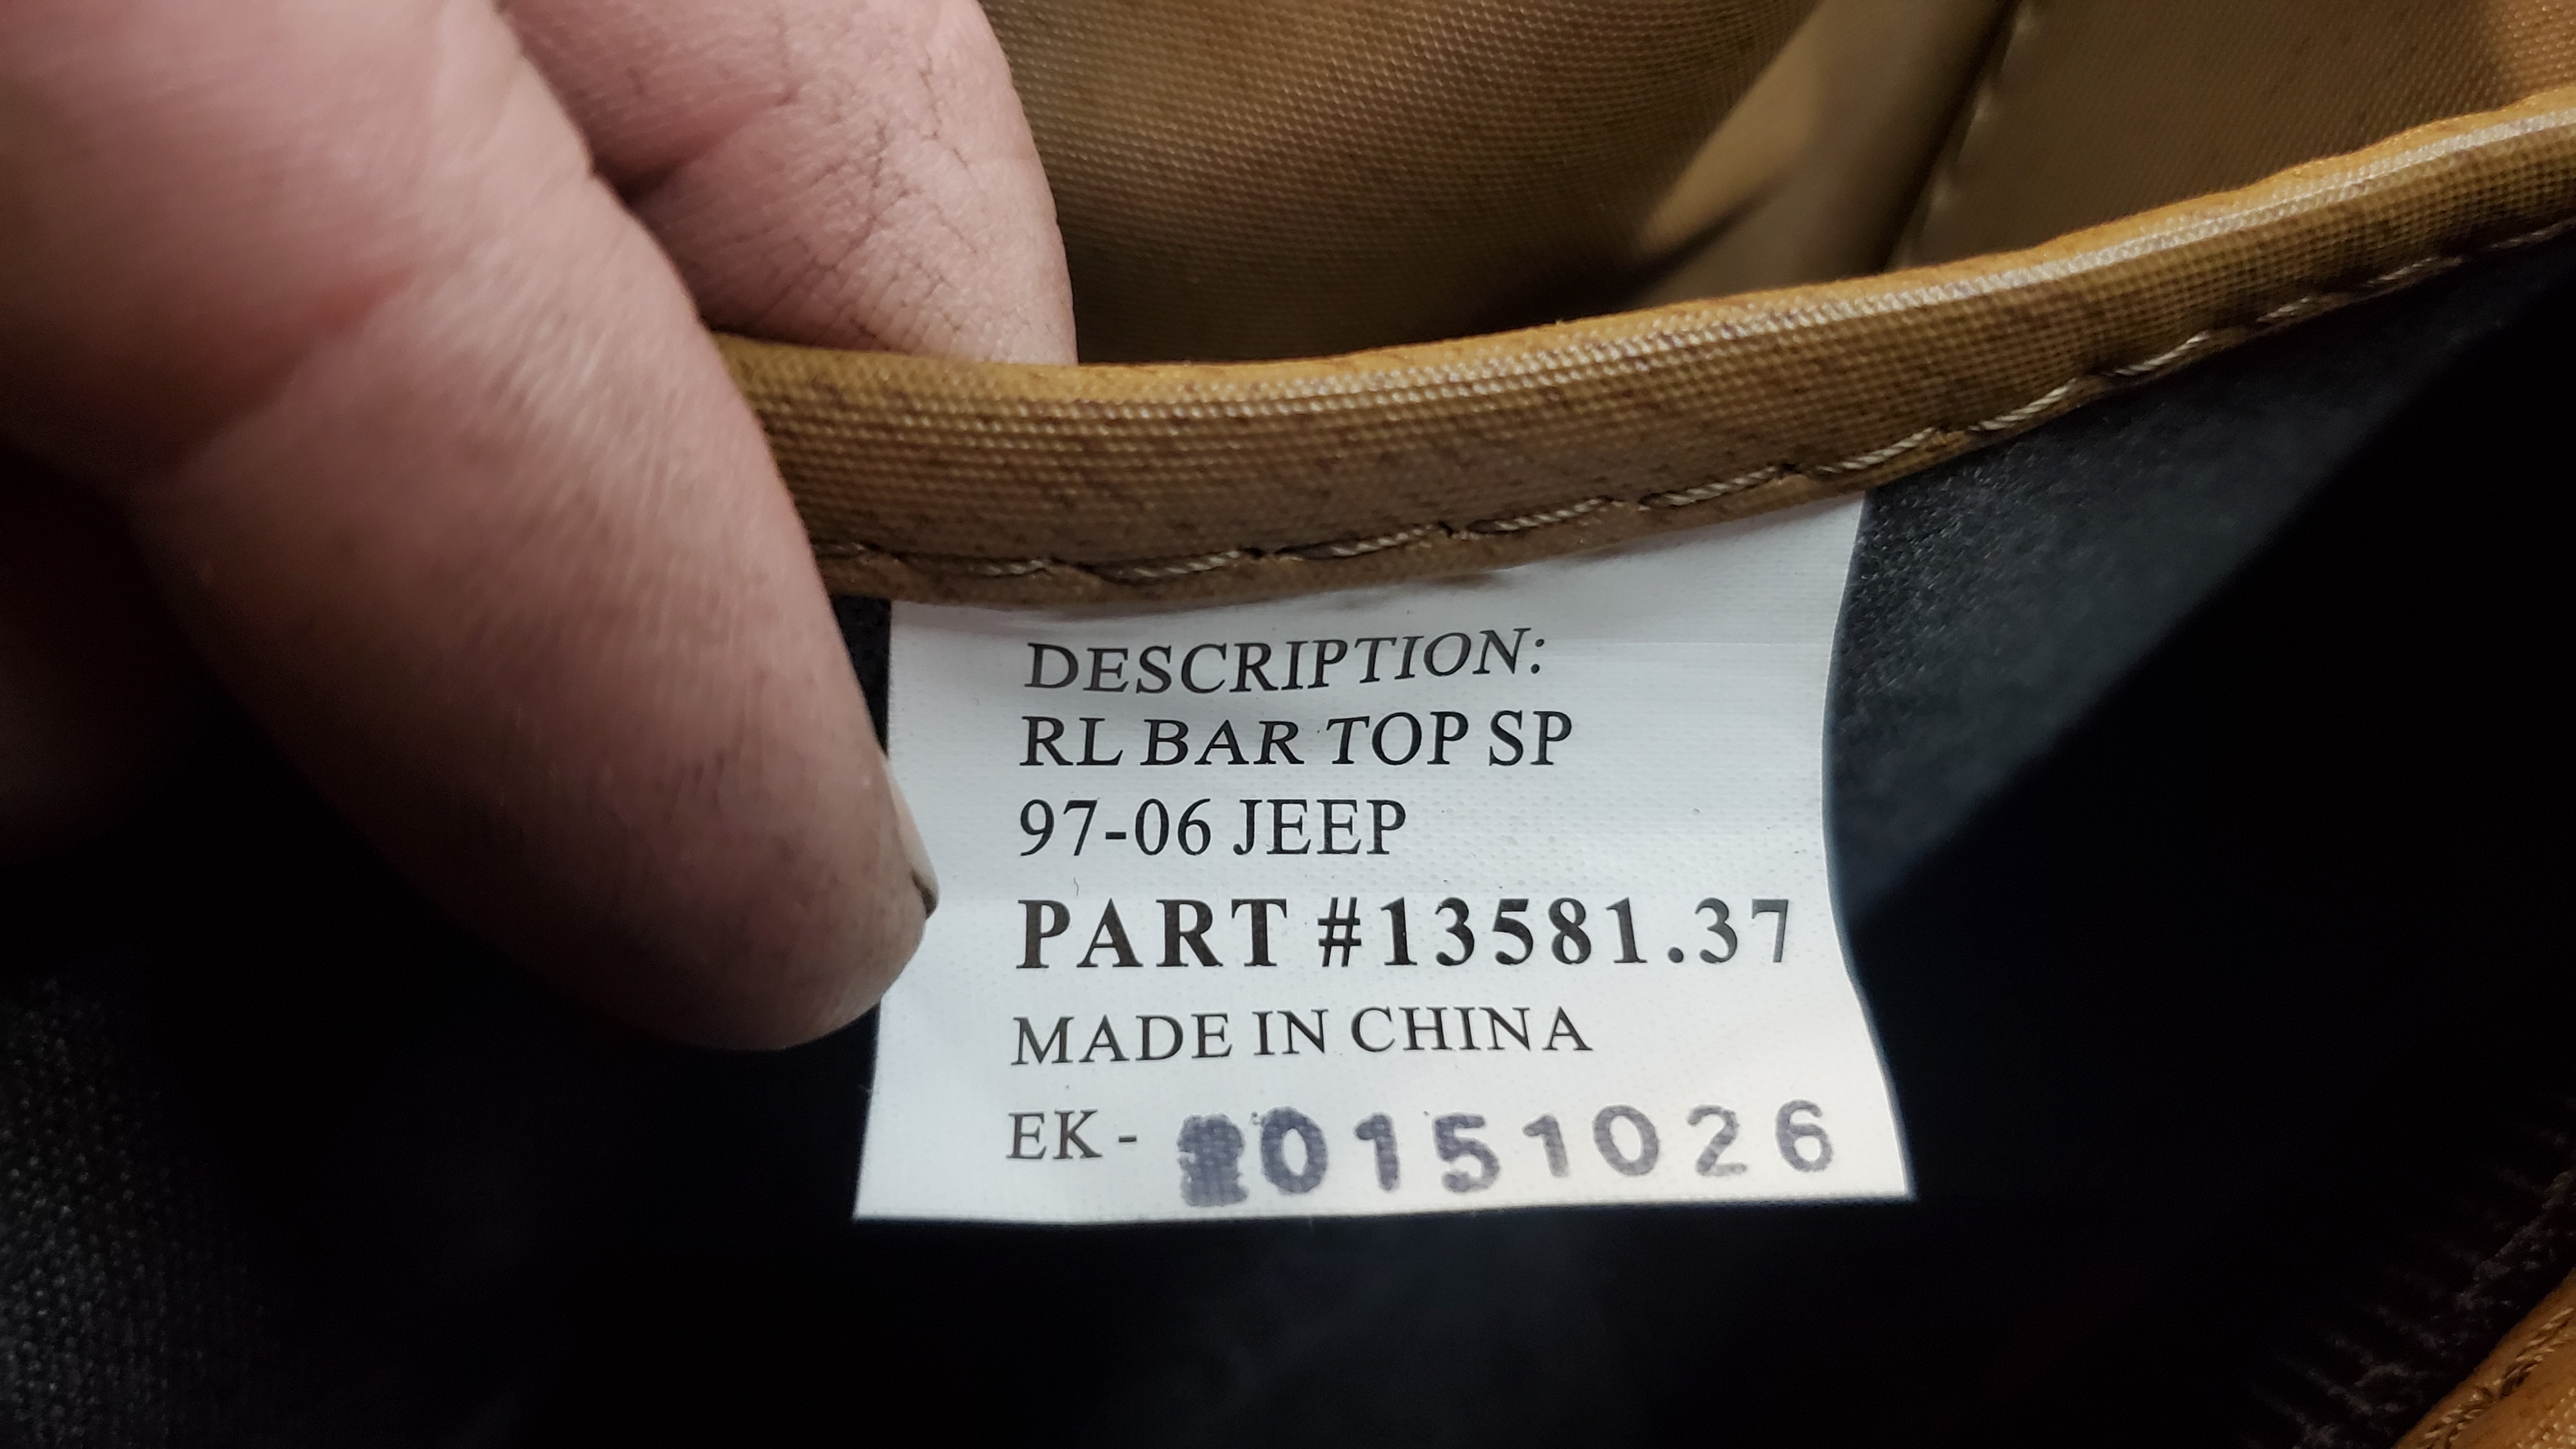 DESCRIPTION:
RL BAR TOP SP
97-06 JEEP
PART #13581.37
MADE IN CHINA
EK- 20151026